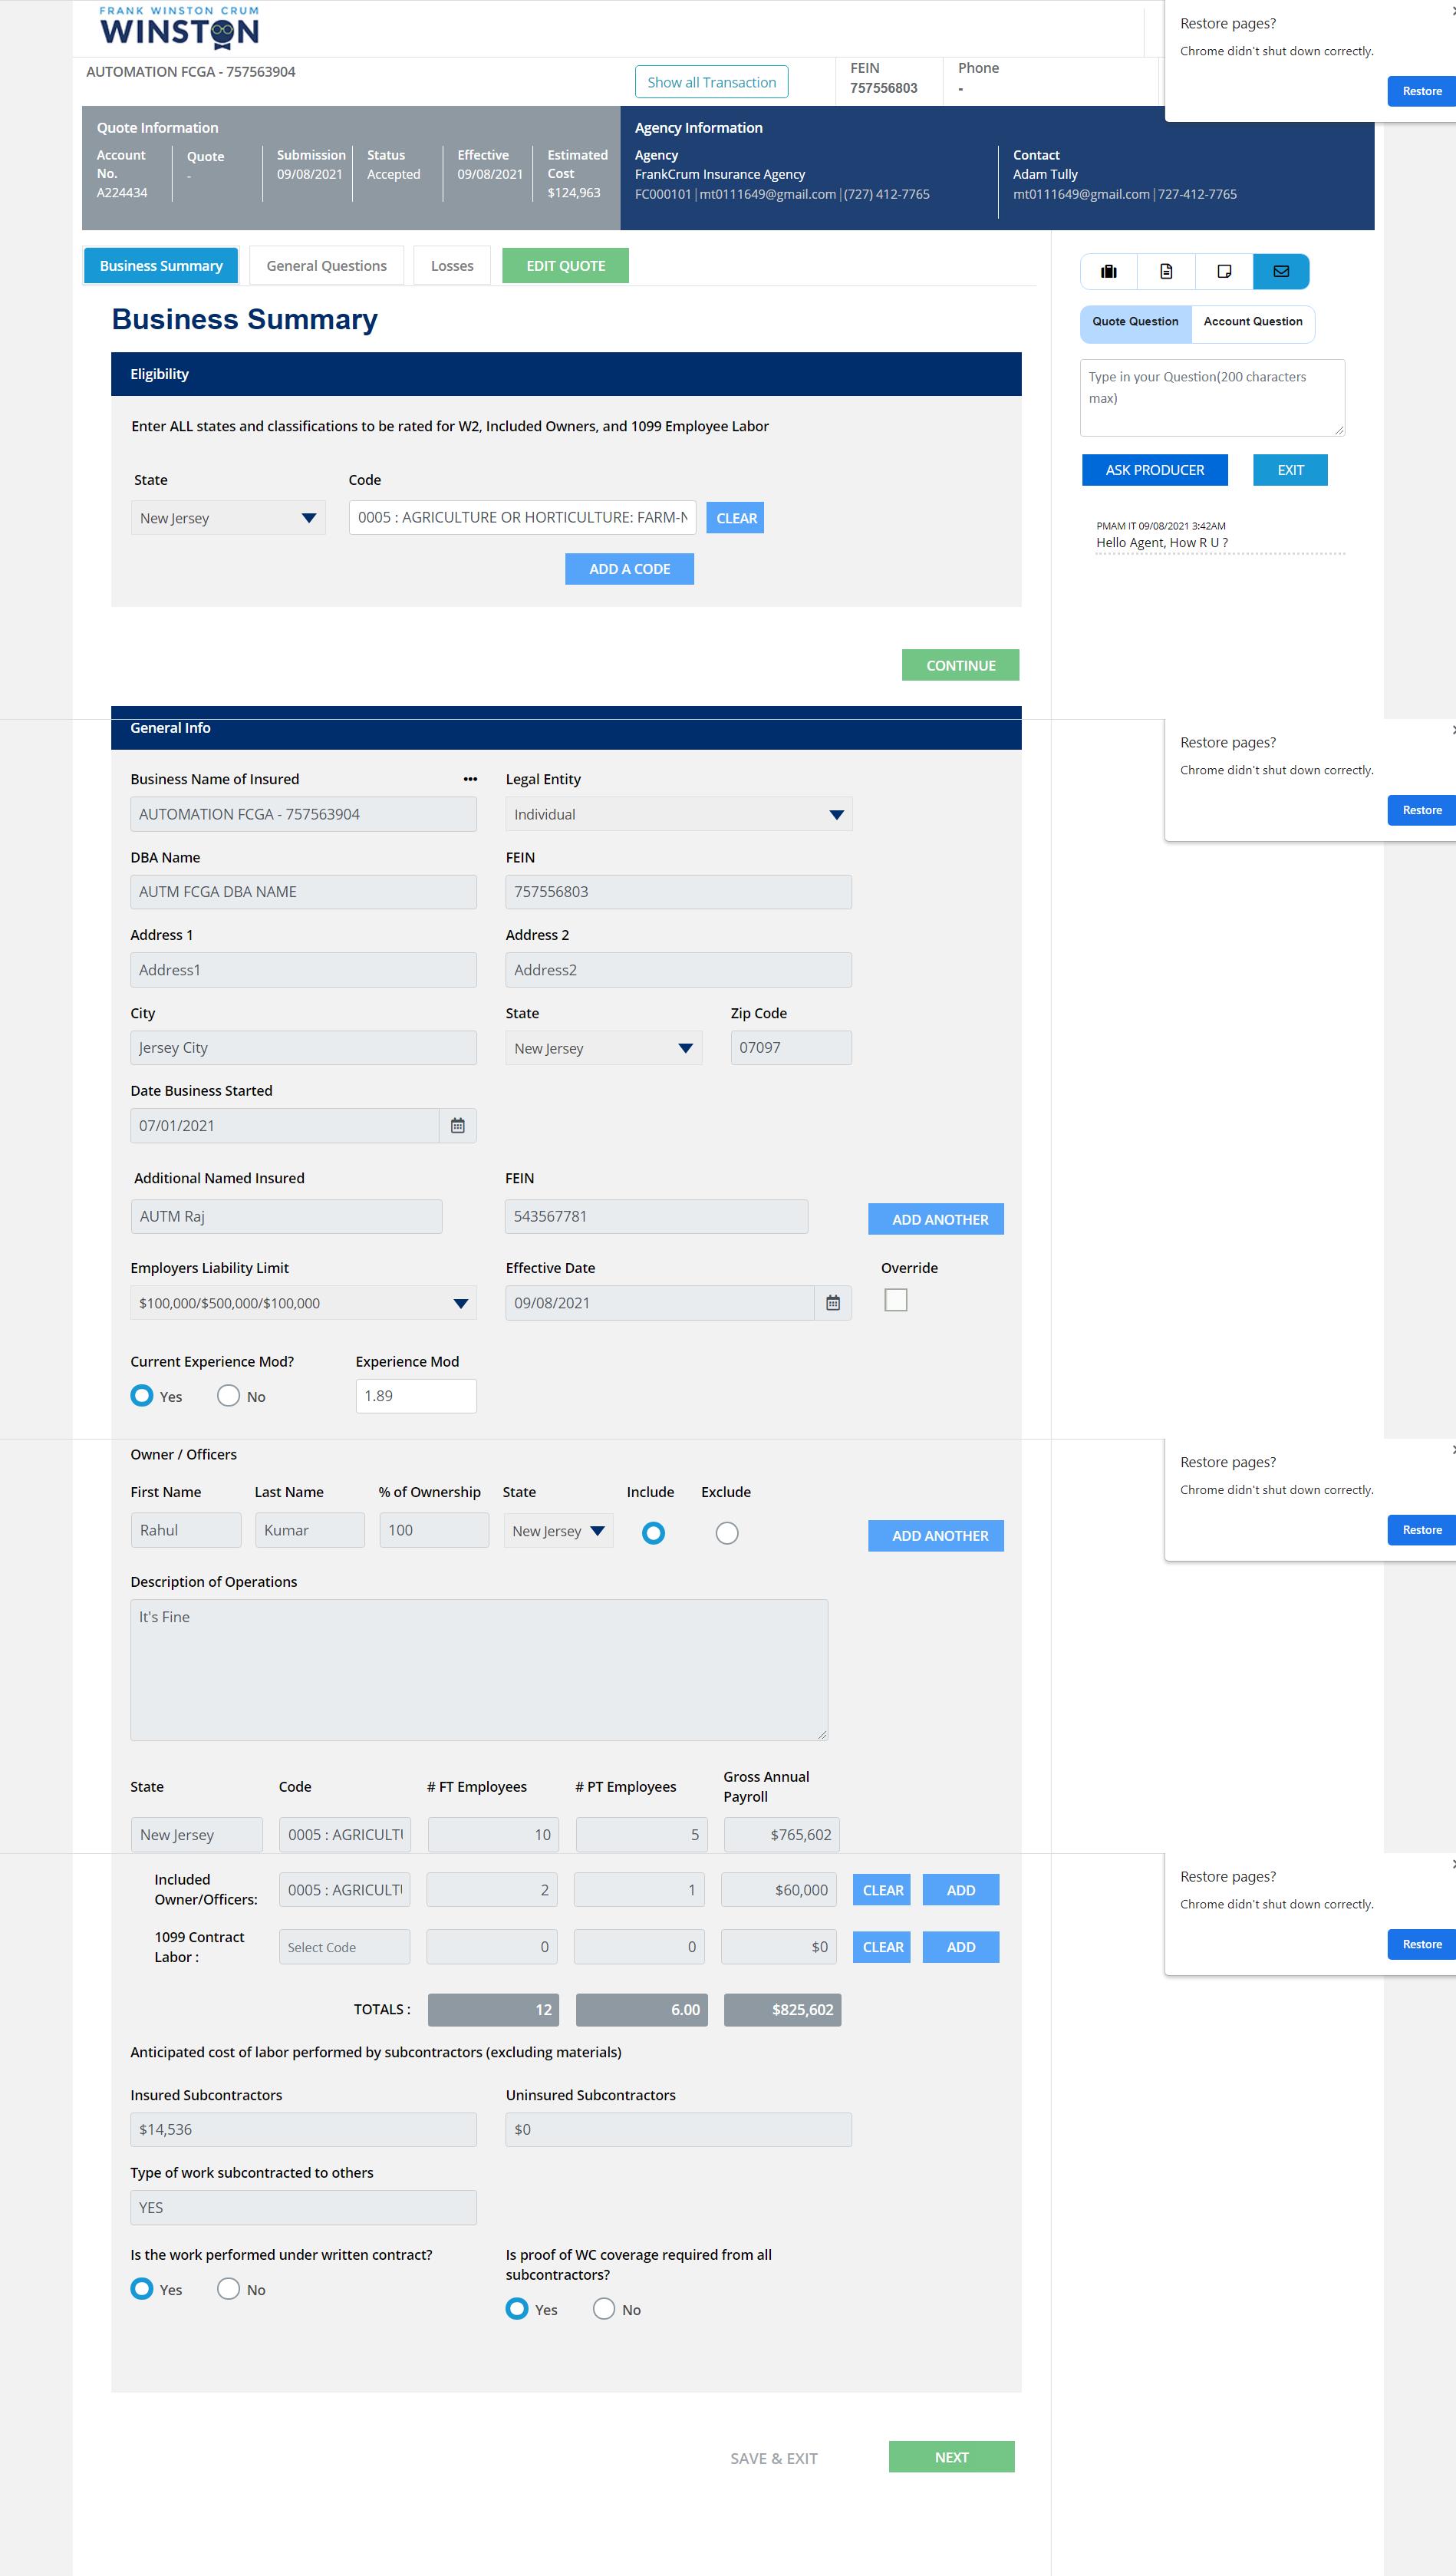 FRANK WINSTON CRUM
WINSTON
Restore pages?
Chrome didn't shut down correctly.
Restore
AUTOMATION FCGA - 757563904
Show all Transaction
FEIN
757556803
Phone
-
Quote Information
Account No.
A224434
Quote
-
Submission
09/08/2021
Status
Accepted
Effective
09/08/2021
Estimated Cost
$124,963
Agency Information
Agency
FrankCrum Insurance Agency
FC000101|mt0111649@gmail.com|(727) 412-7765
Contact
Adam Tully
mt0111649@gmail.com|727-412-7765
Business Summary
General Questions
Losses
EDIT QUOTE
Quote Question
Account Question
Type in your Question(200 characters
max)
ASK PRODUCER
EXIT
PMAM IT 09/08/2021 3:42AM
Hello Agent, How R U ?
Business Summary
Eligibility
Enter ALL states and classifications to be rated for W2, Included Owners, and 1099 Employee Labor
State
Code
New Jersey
0005 : AGRICULTURE OR HORTICULTURE: FARM-N
CLEAR
ADD A CODE
CONTINUE
General Info
Restore pages?
Chrome didn't shut down correctly.
Restore
Business Name of Insured
•••
Legal Entity
AUTOMATION FCGA - 757563904
Individual
DBA Name
FEIN
AUTM FCGA DBA NAME
757556803
Address 1
Address 2
Address1
Address2
City
State
Zip Code
Jersey City
New Jersey
07097
Date Business Started
07/01/2021
Additional Named Insured
FEIN
AUTM Raj
543567781
ADD ANOTHER
Employers Liability Limit
Effective Date
Override
$100,000/$500,000/$100,000
09/08/2021
Current Experience Mod?
Experience Mod
Yes
No
1.89
Restore pages?
Chrome didn't shut down correctly.
Restore
Owner / Officers
First Name
Last Name
% of Ownership
State
Include
Exclude
Rahul
Kumar
100
New Jersey
ADD ANOTHER
Description of Operations
It's Fine
State
Code
# FT Employees
# PT Employees
Gross Annual
Payroll
New Jersey
0005 : AGRICULTU
10
5
$765,602
Restore pages?
Chrome didn't shut down correctly.
Restore
Included
Owner/Officers:
0005 : AGRICULTU
2
1
$60,000
CLEAR
ADD
1099 Contract
Labor :
Select Code
0
0
$0
CLEAR
ADD
TOTALS :
12
6.00
$825,602
Anticipated cost of labor performed by subcontractors (excluding materials)
Insured Subcontractors
Uninsured Subcontractors
$14,536
$0
Type of work subcontracted to others
YES
Is the work performed under written contract?
Yes
No
Is proof of WC coverage required from all
subcontractors?
Yes
No
SAVE & EXIT
NEXT